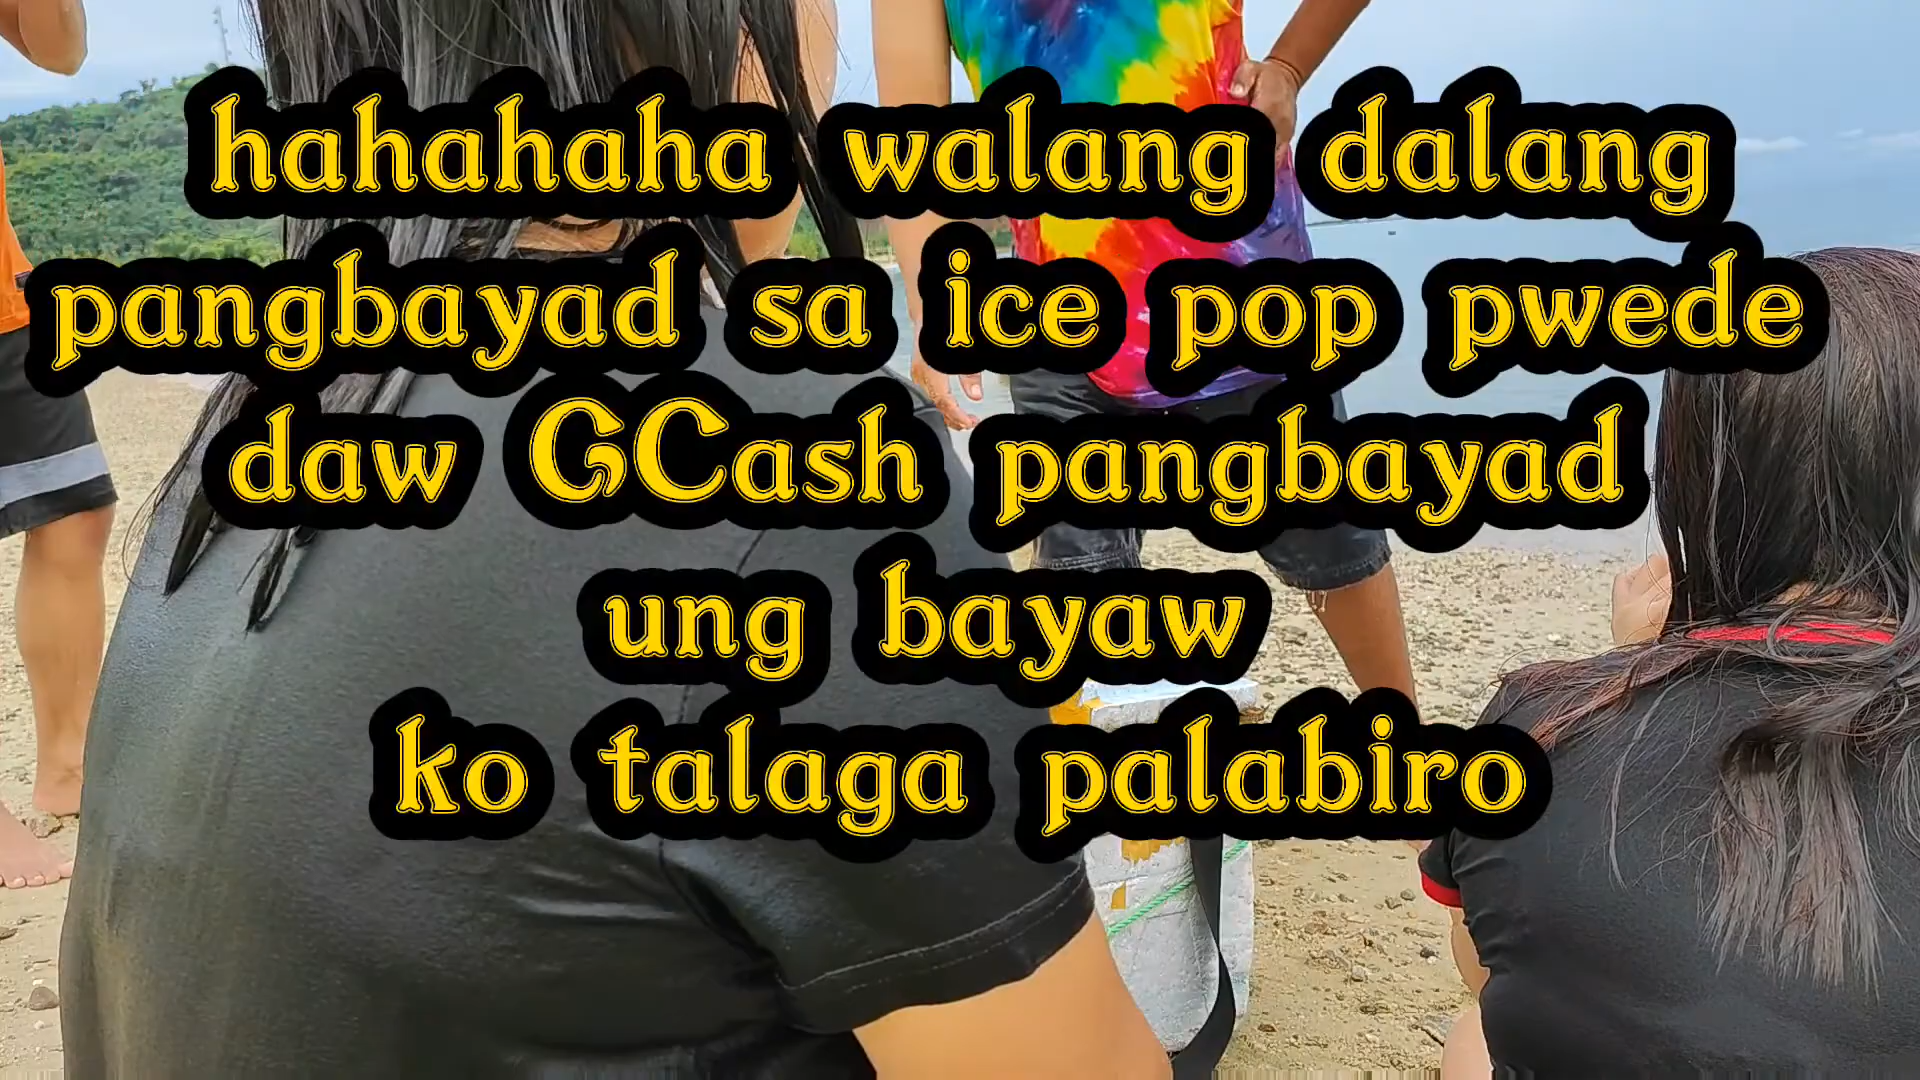 hahahaha walang dalang
pangbayad sa ice pop pwede
daw GCash pangbayad
ung bayaw
ko talaga palabiro